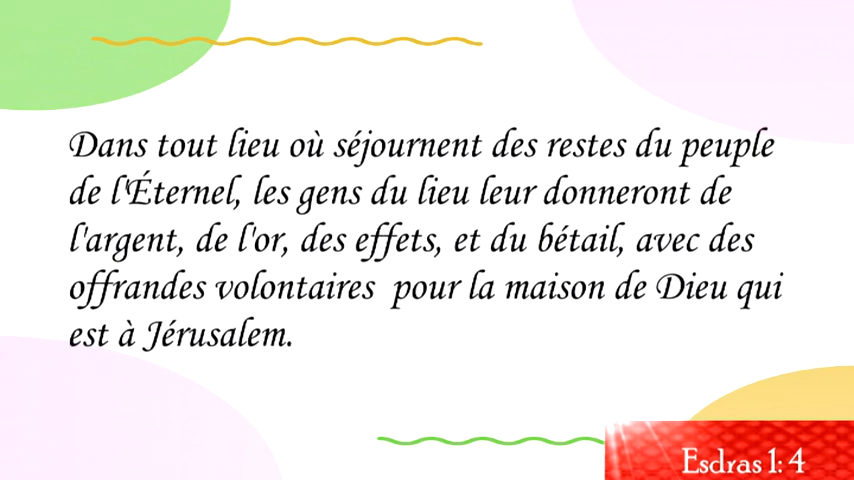 Dans tout lieu où séjournent des restes du peuple
de l'Éternel, les gens du lieu leur donneront de
l'argent, de l'or, des effets, et du bétail, avec des
offrandes volontaires  pour la maison de Dieu qui
est à Jérusalem.
Esdras 1: 4